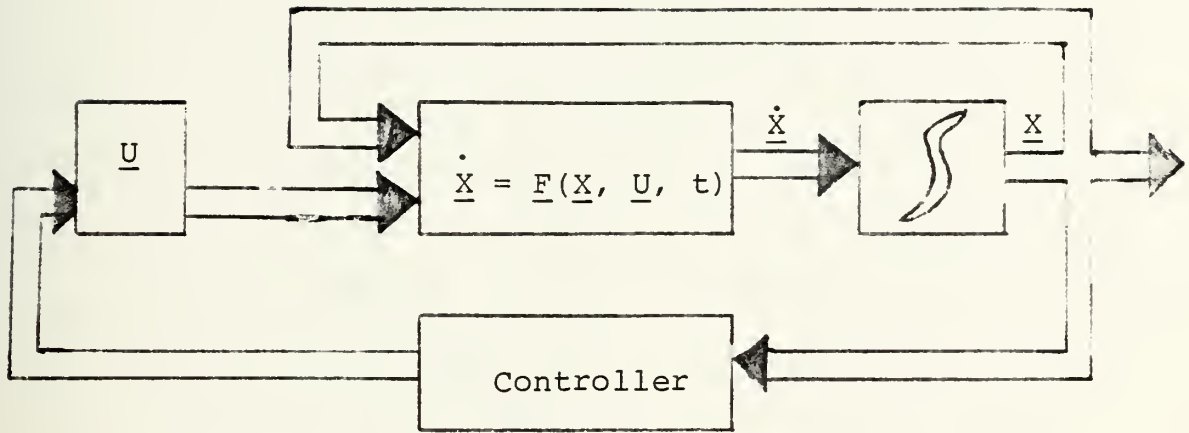 U
Ẋ = F(X, U, t)
Ẋ
∫
X
Controller